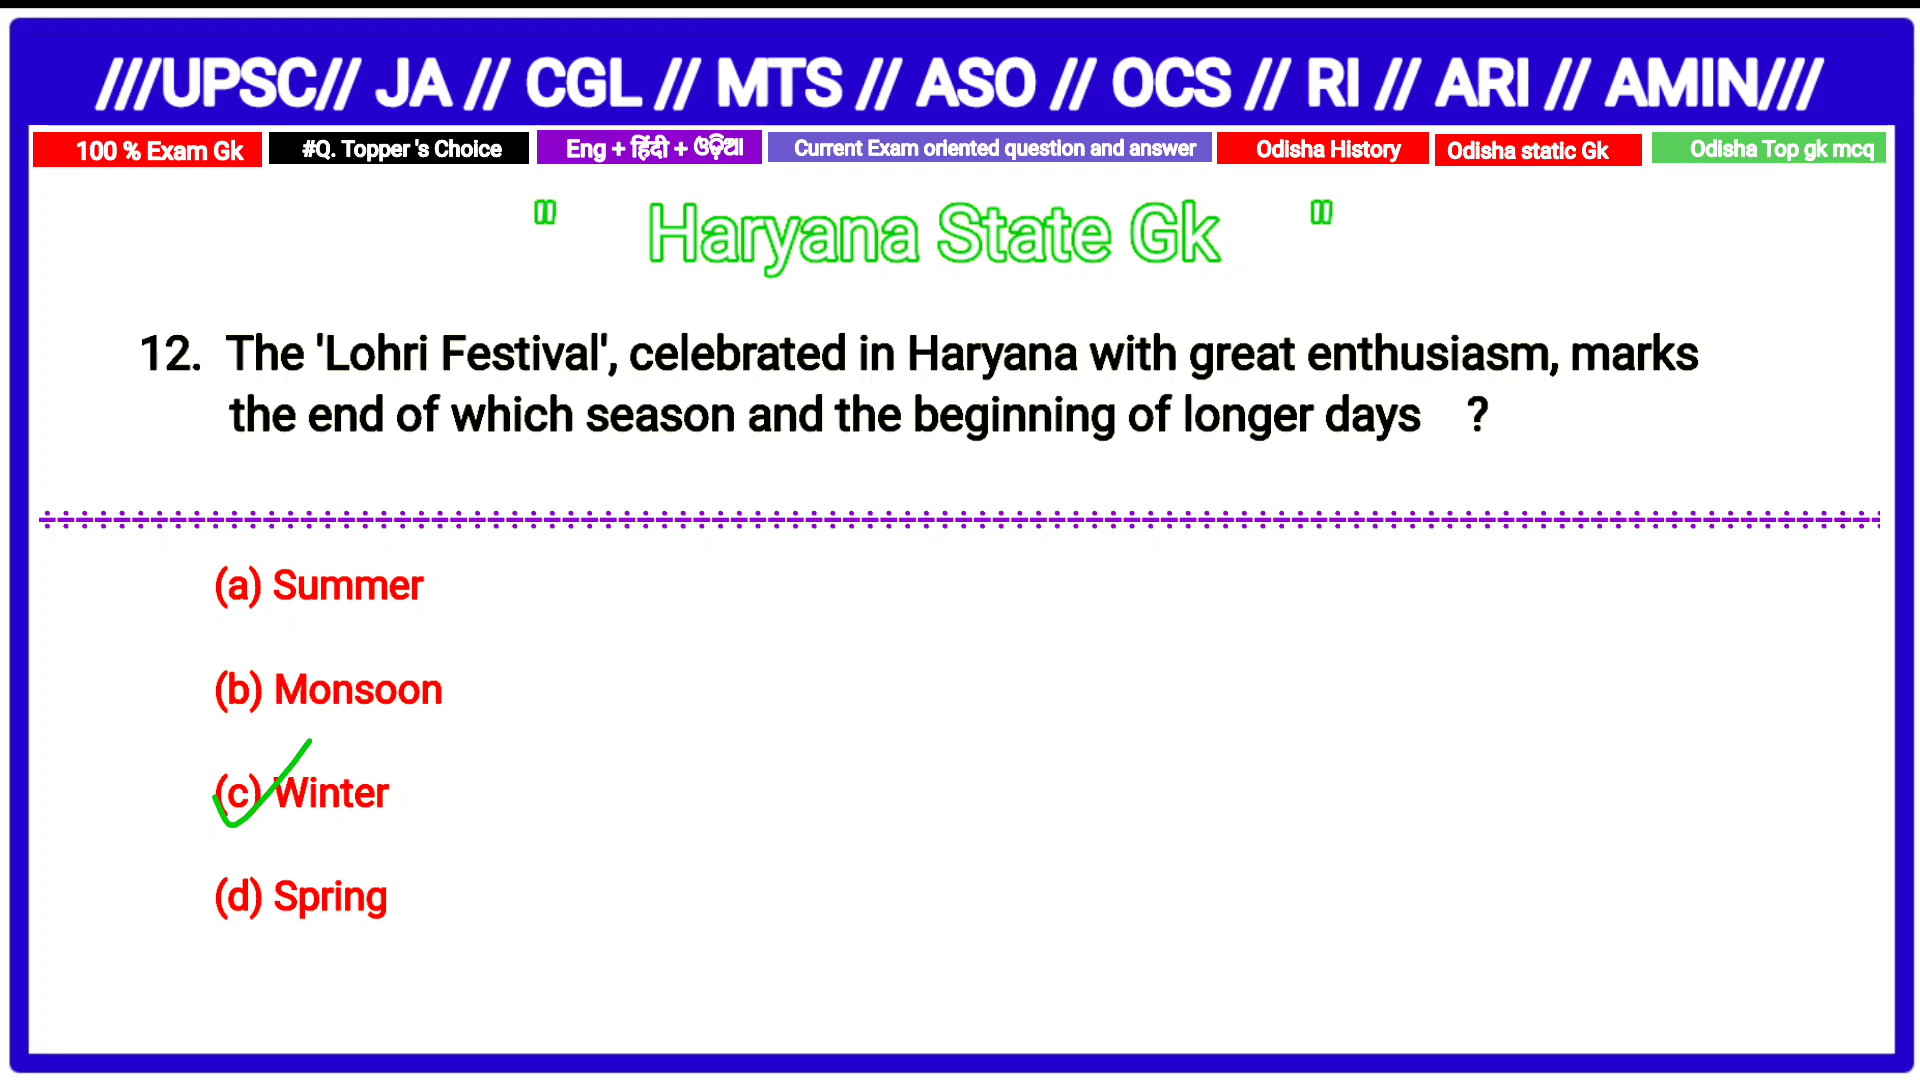 ///UPSC// JA // CGL // MTS // ASO // OCS // RI // ARI // AMIN///
100 % Exam Gk #Q. Topper 's Choice Eng + हिंदी + ଓଡ଼ିଆ Current Exam oriented question and answer Odisha History Odisha static Gk Odisha Top gk mcq
" Haryana State Gk "
12. The 'Lohri Festival', celebrated in Haryana with great enthusiasm, marks
the end of which season and the beginning of longer days ?
(a) Summer
(b) Monsoon
(c) Winter
(d) Spring